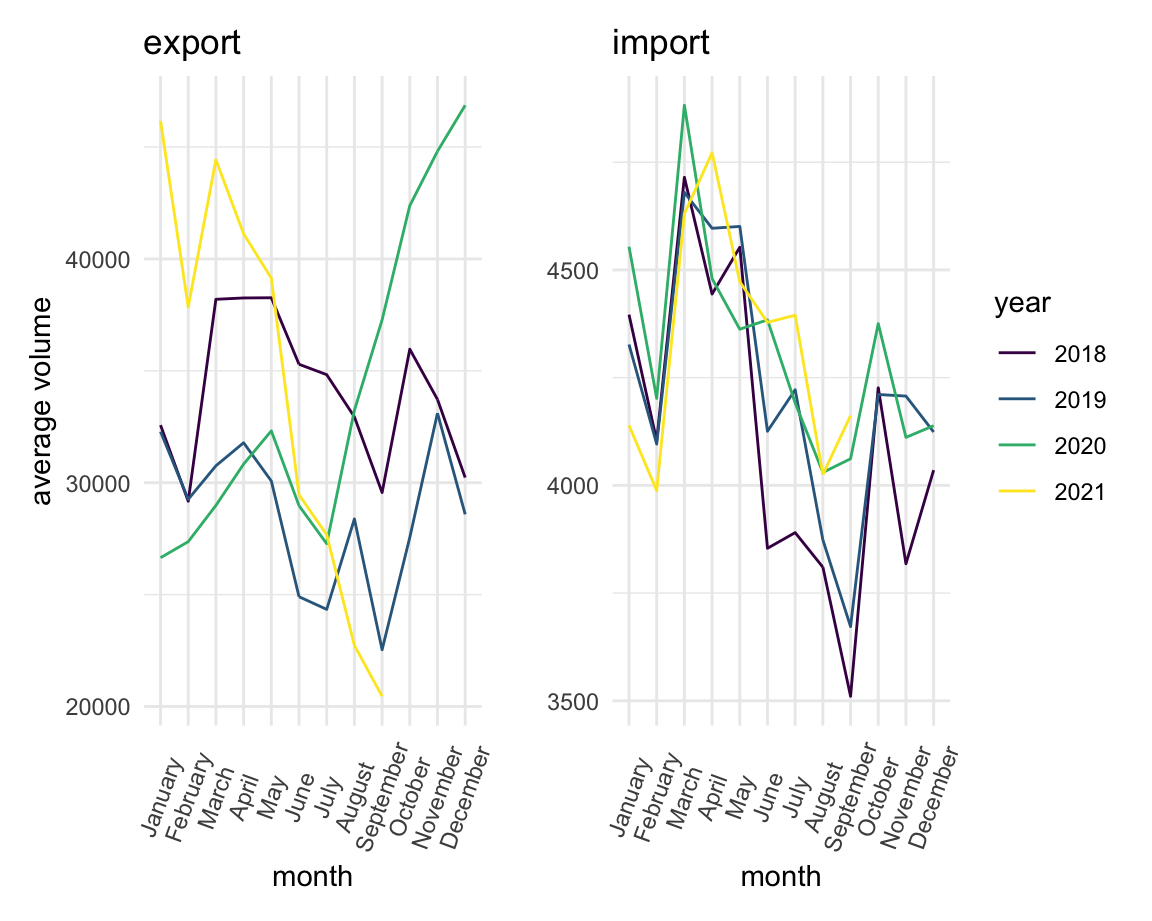 export
average volume
40000
30000
20000
January
February
March
April
May
June
July
August
September
October
November
December
month
import
4500
4000
3500
January
February
March
April
May
June
July
August
September
October
November
December
month
year
2018
2019
2020
2021